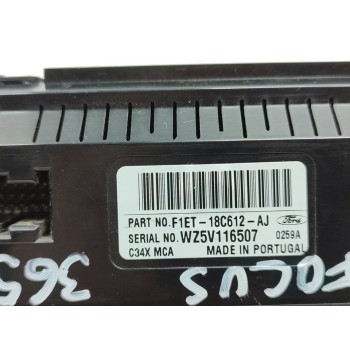 PART NO. F1ET-18C612-AJ Ford
SERIAL NO. WZ5V116507 0259A
C34X MCA MADE IN PORTUGAL
FOCUS
365